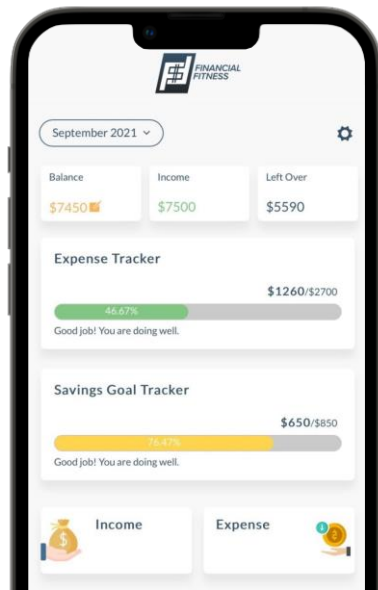 FINANCIAL
FITNESS
September 2021
Balance
Income
Left Over
$7450
$7500
$5590
Expense Tracker
$1260/$2700
46.67%
Good job! You are doing well.
Savings Goal Tracker
$650/$850
76.47%
Good job! You are doing well.
Income
Expense